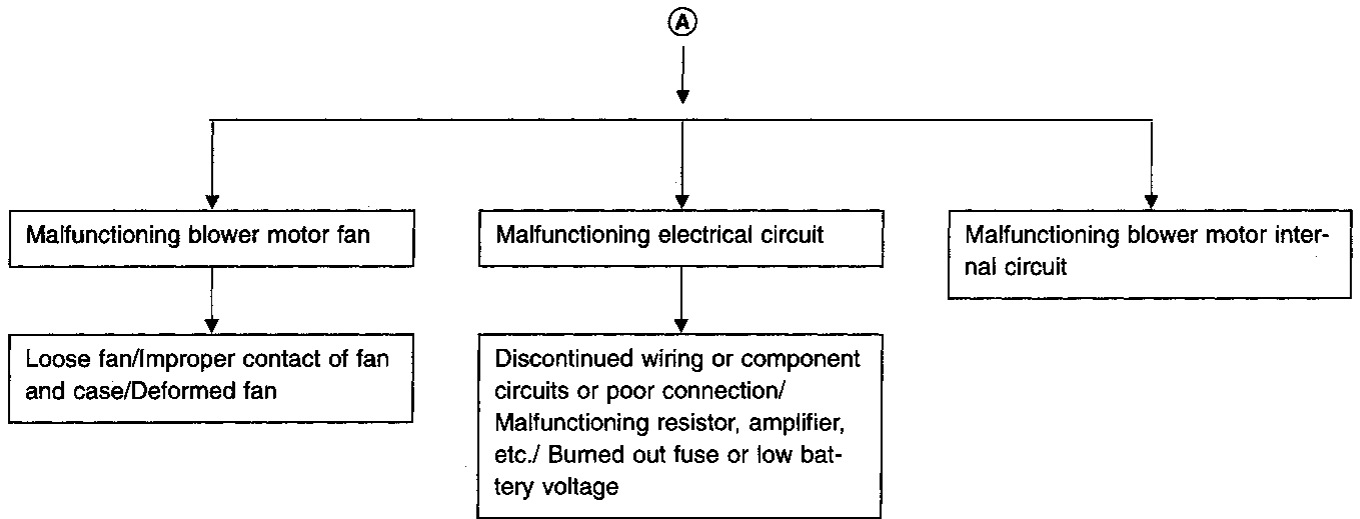 A
Malfunctioning blower motor fan
Malfunctioning electrical circuit
Malfunctioning blower motor inter-
nal circuit
Loose fan/Improper contact of fan
and case/Deformed fan
Discontinued wiring or component
circuits or poor connection/
Malfunctioning resistor, amplifier,
etc./ Burned out fuse or low bat-
tery voltage